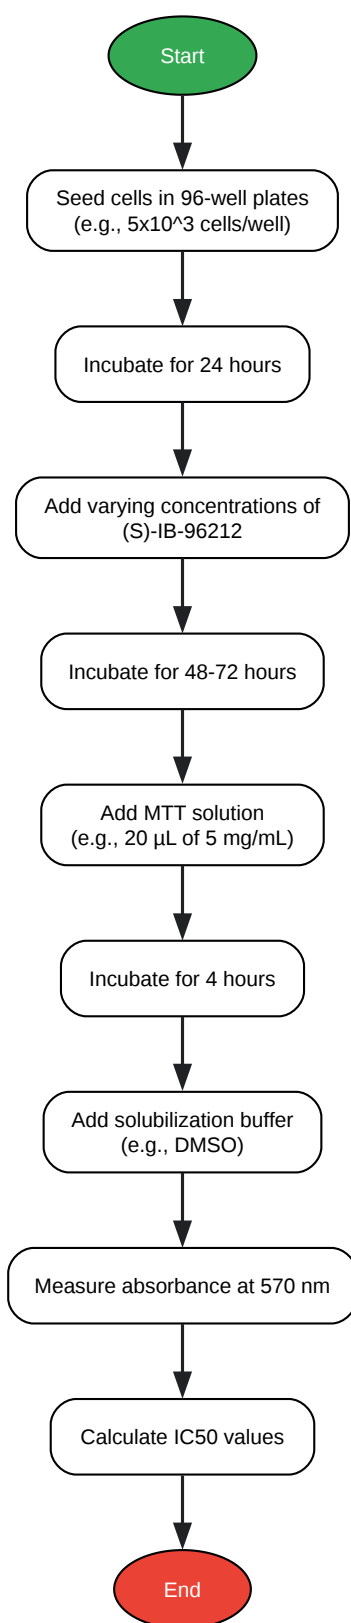 Start
Seed cells in 96-well plates
(e.g., 5x10^3 cells/well)
Incubate for 24 hours
Add varying concentrations of
(S)-IB-96212
Incubate for 48-72 hours
Add MTT solution
(e.g., 20 µL of 5 mg/mL)
Incubate for 4 hours
Add solubilization buffer
(e.g., DMSO)
Measure absorbance at 570 nm
Calculate IC50 values
End